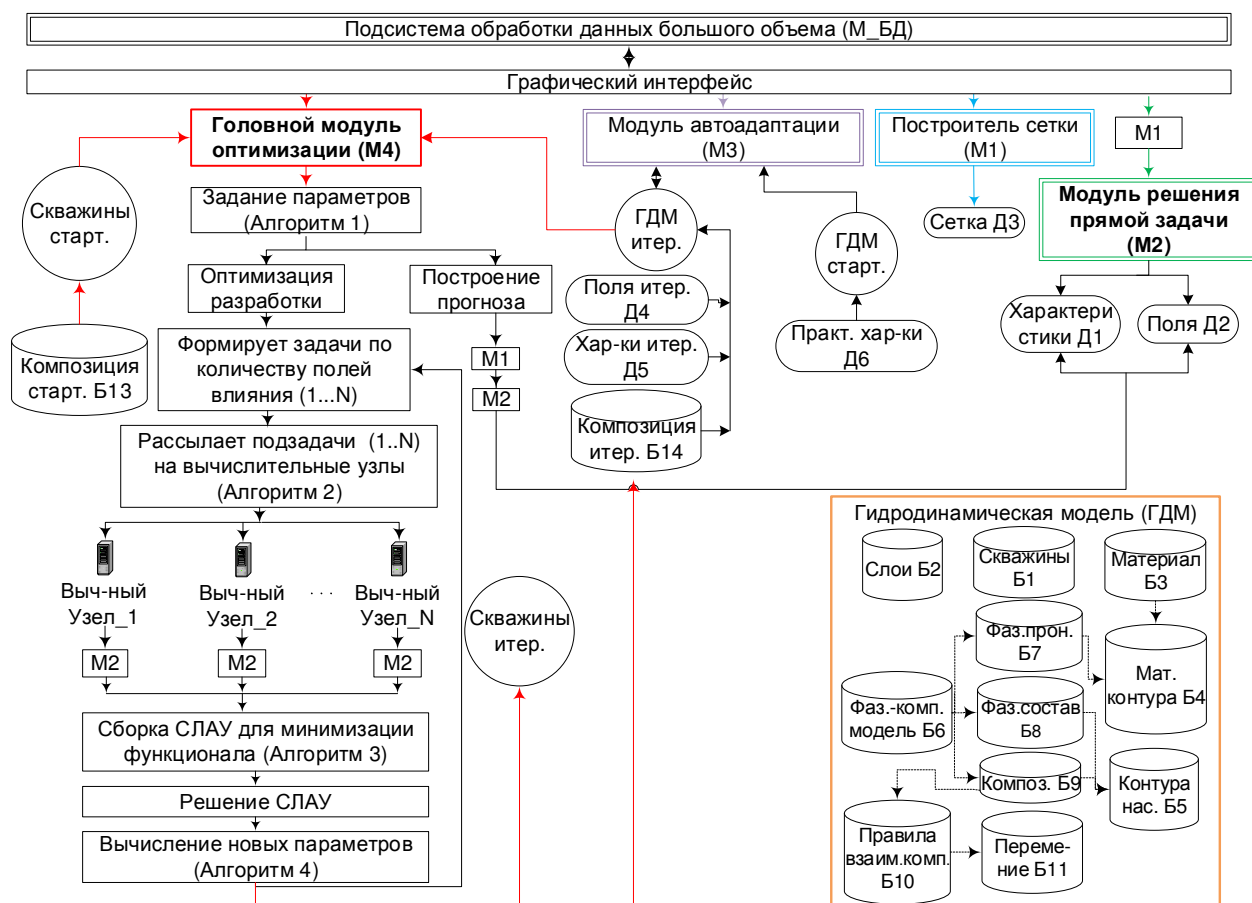 Подсистема обработки данных большого объема (М_БД)
Графический интерфейс
Головной модуль
оптимизации (М4)
Модуль автоадаптации
(М3)
Построитель сетки
(М1)
М1
Скважины
старт.
Задание параметров
(Алгоритм 1)
ГДМ
итер.
ГДМ
старт.
Сетка Д3
Модуль решения
прямой задачи
(М2)
Оптимизация
разработки
Построение
прогноза
Поля итер.
Д4
Практ. хар-ки
Д6
Характери
стики Д1
Поля Д2
Композиция
старт. Б13
Формирует задачи по
количеству полей
влияния (1...N)
М1
М2
Хар-ки итер.
Д5
Композиция
итер. Б14
Рассылает подзадачи (1..N)
на вычислительные узлы
(Алгоритм 2)
Выч-ный
Узел_1
Выч-ный
Узел_2
. . .
Выч-ный
Узел_N
М2
М2
М2
Скважины
итер.
Сборка СЛАУ для минимизации
функционала (Алгоритм 3)
Решение СЛАУ
Вычисление новых параметров
(Алгоритм 4)
Гидродинамическая модель (ГДМ)
Слои Б2
Скважины
Б1
Материал
Б3
Фаз.прон.
Б7
Мат.
контура Б4
Фаз.-комп.
модель Б6
Фаз.состав
Б8
Композ. Б9
Контура
нас. Б5
Правила
взаим.комп.
Б10
Переме-
ние Б11